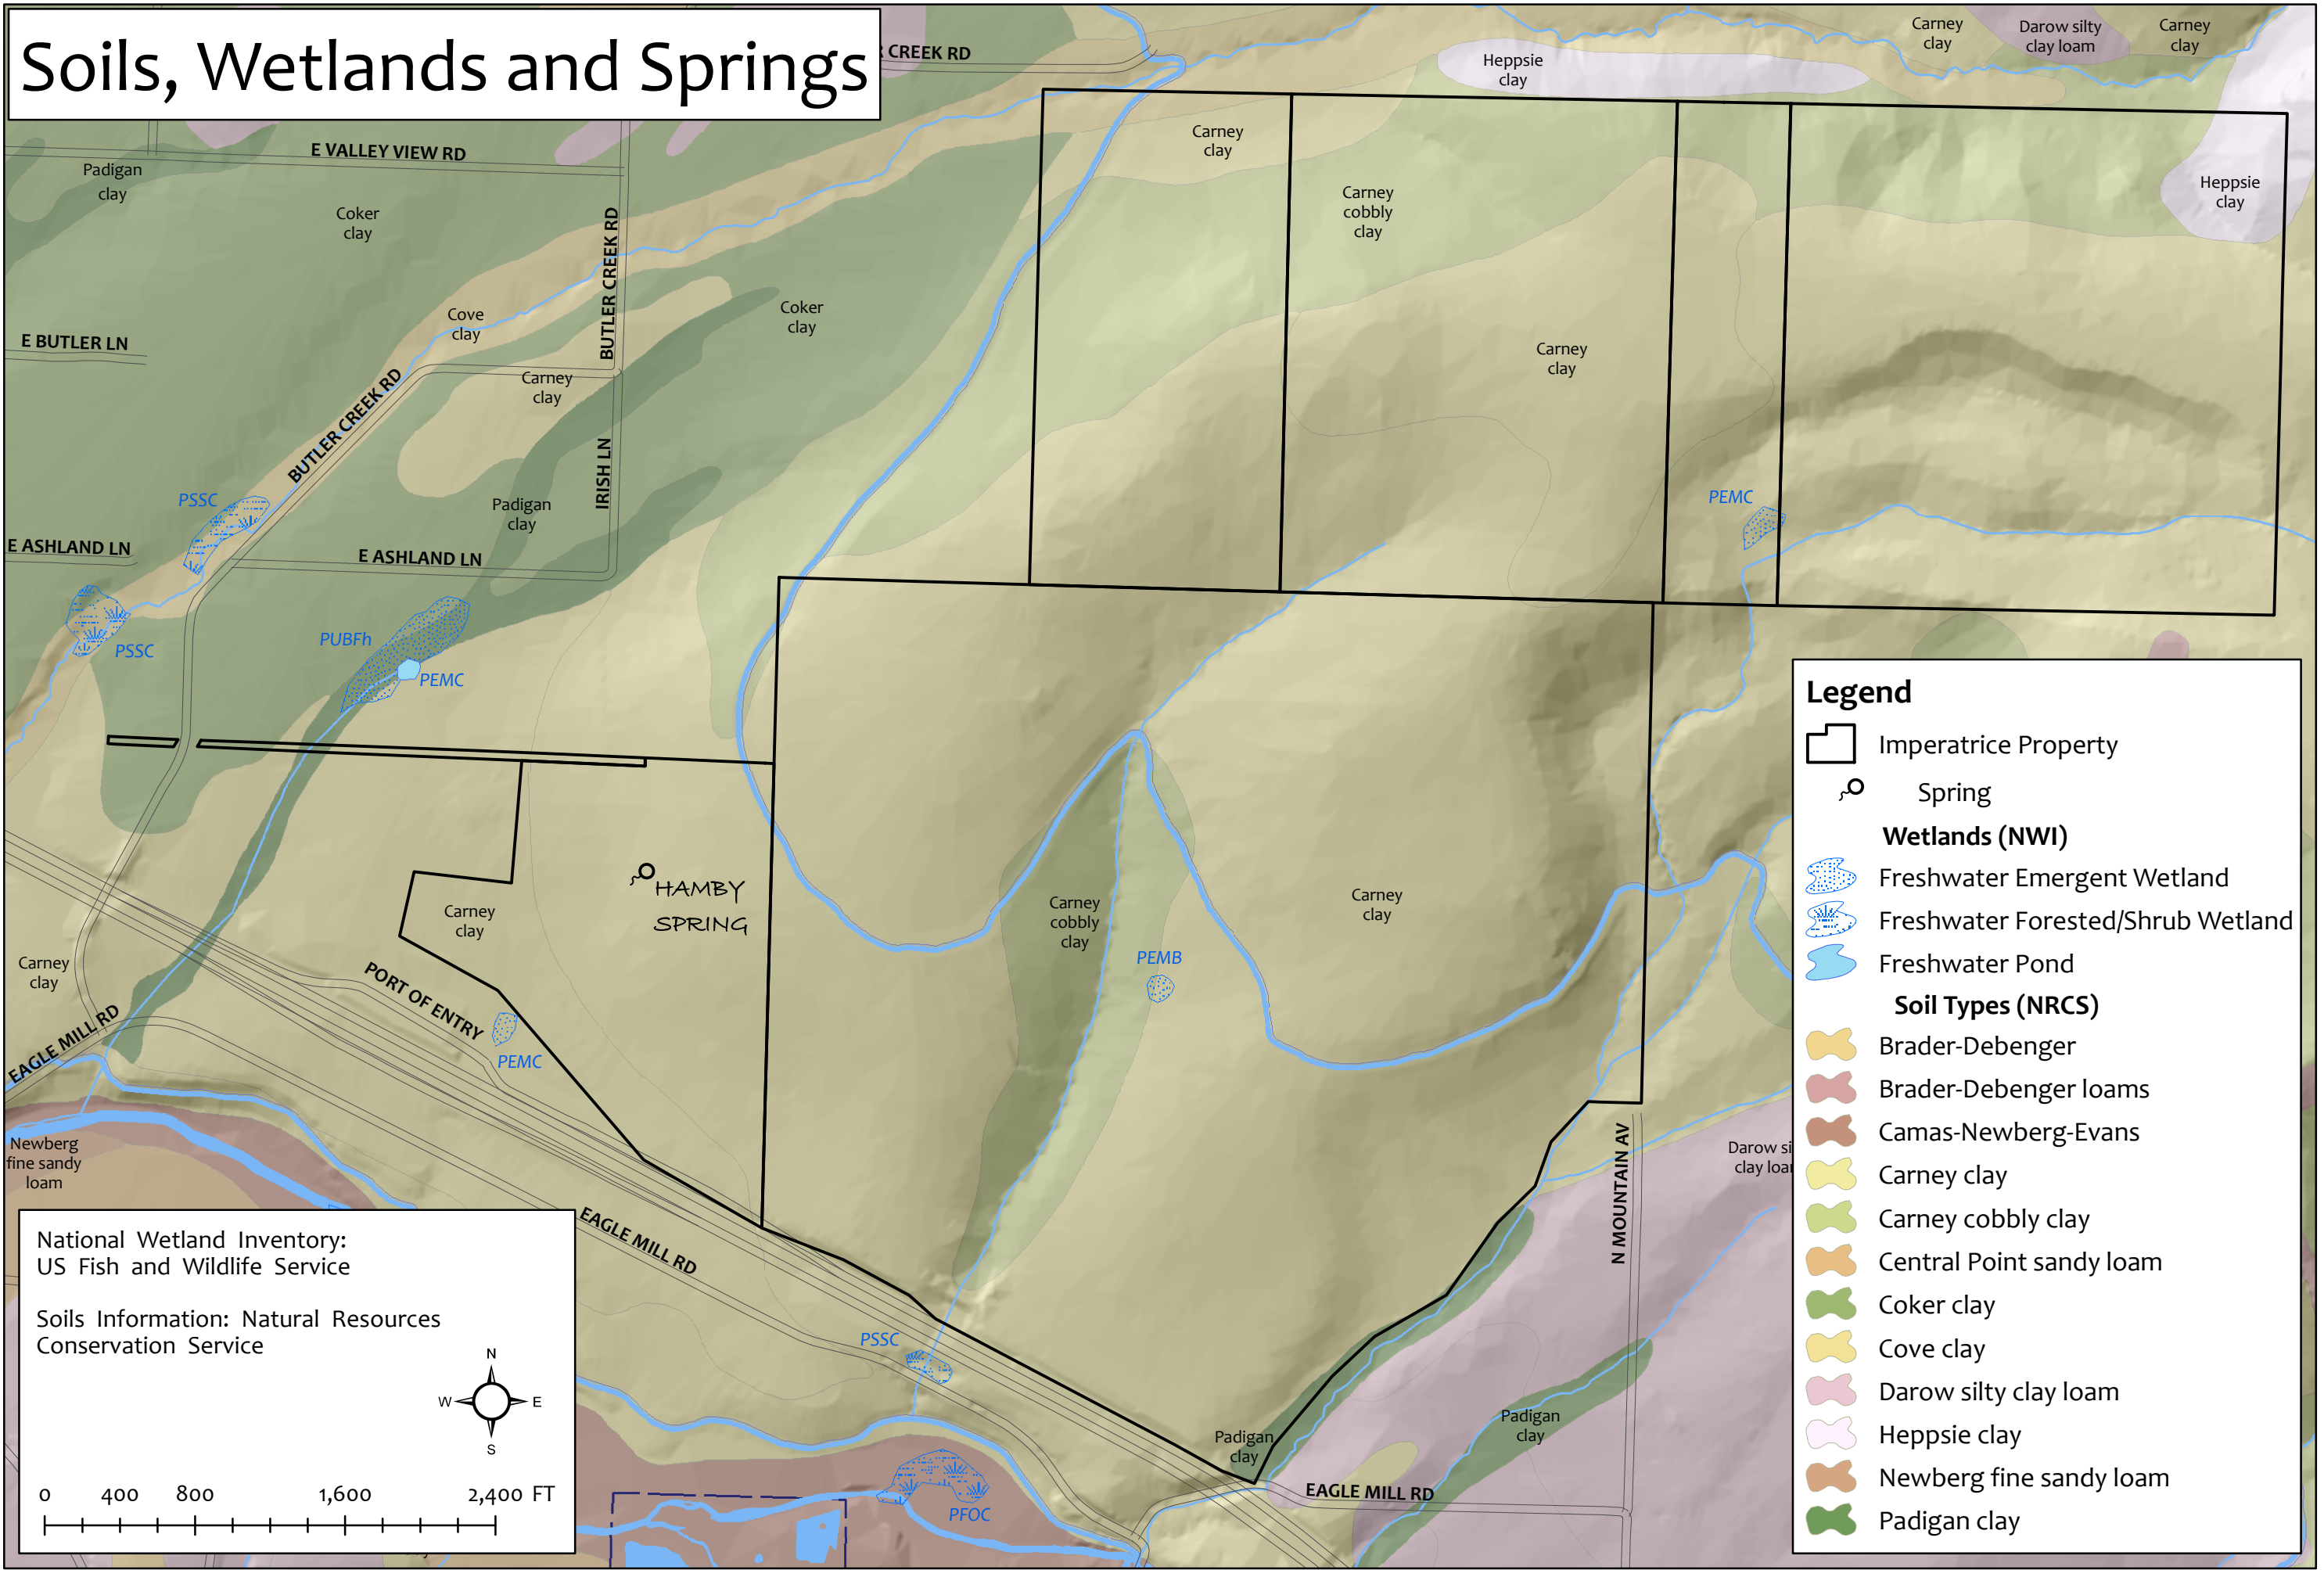 Soils, Wetlands and Springs
CREEK RD
Carney
clay
Darow silty
clay loam
Carney
clay
Heppsie
clay
E VALLEY VIEW RD
Padigan
clay
Coker
clay
Carney
clay
Carney
cobbly
clay
Heppsie
clay
BUTLER CREEK RD
Cove
clay
Coker
clay
E BUTLER LN
Carney
clay
Carney
clay
BUTLER CREEK RD
IRISH LN
PSSC
Padigan
clay
PEMC
E ASHLAND LN
E ASHLAND LN
PSSC
PUBFh
PEMC
HAMBY
SPRING
Carney
clay
Carney
cobbly
clay
Carney
clay
Carney
clay
PEMB
PORT OF ENTRY
EAGLE MILL RD
PEMC
Newberg
fine sandy
loam
N MOUNTAIN AV
Darow si
clay loa
EAGLE MILL RD
PSSC
Padigan
clay
Padigan
clay
EAGLE MILL RD
PFOC
National Wetland Inventory:
US Fish and Wildlife Service
Soils Information: Natural Resources
Conservation Service
N
W E
S
0 400 800 1,600 2,400 FT
Legend
Imperatrice Property
Spring
Wetlands (NWI)
Freshwater Emergent Wetland
Freshwater Forested/Shrub Wetland
Freshwater Pond
Soil Types (NRCS)
Brader-Debenger
Brader-Debenger loams
Camas-Newberg-Evans
Carney clay
Carney cobbly clay
Central Point sandy loam
Coker clay
Cove clay
Darow silty clay loam
Heppsie clay
Newberg fine sandy loam
Padigan clay